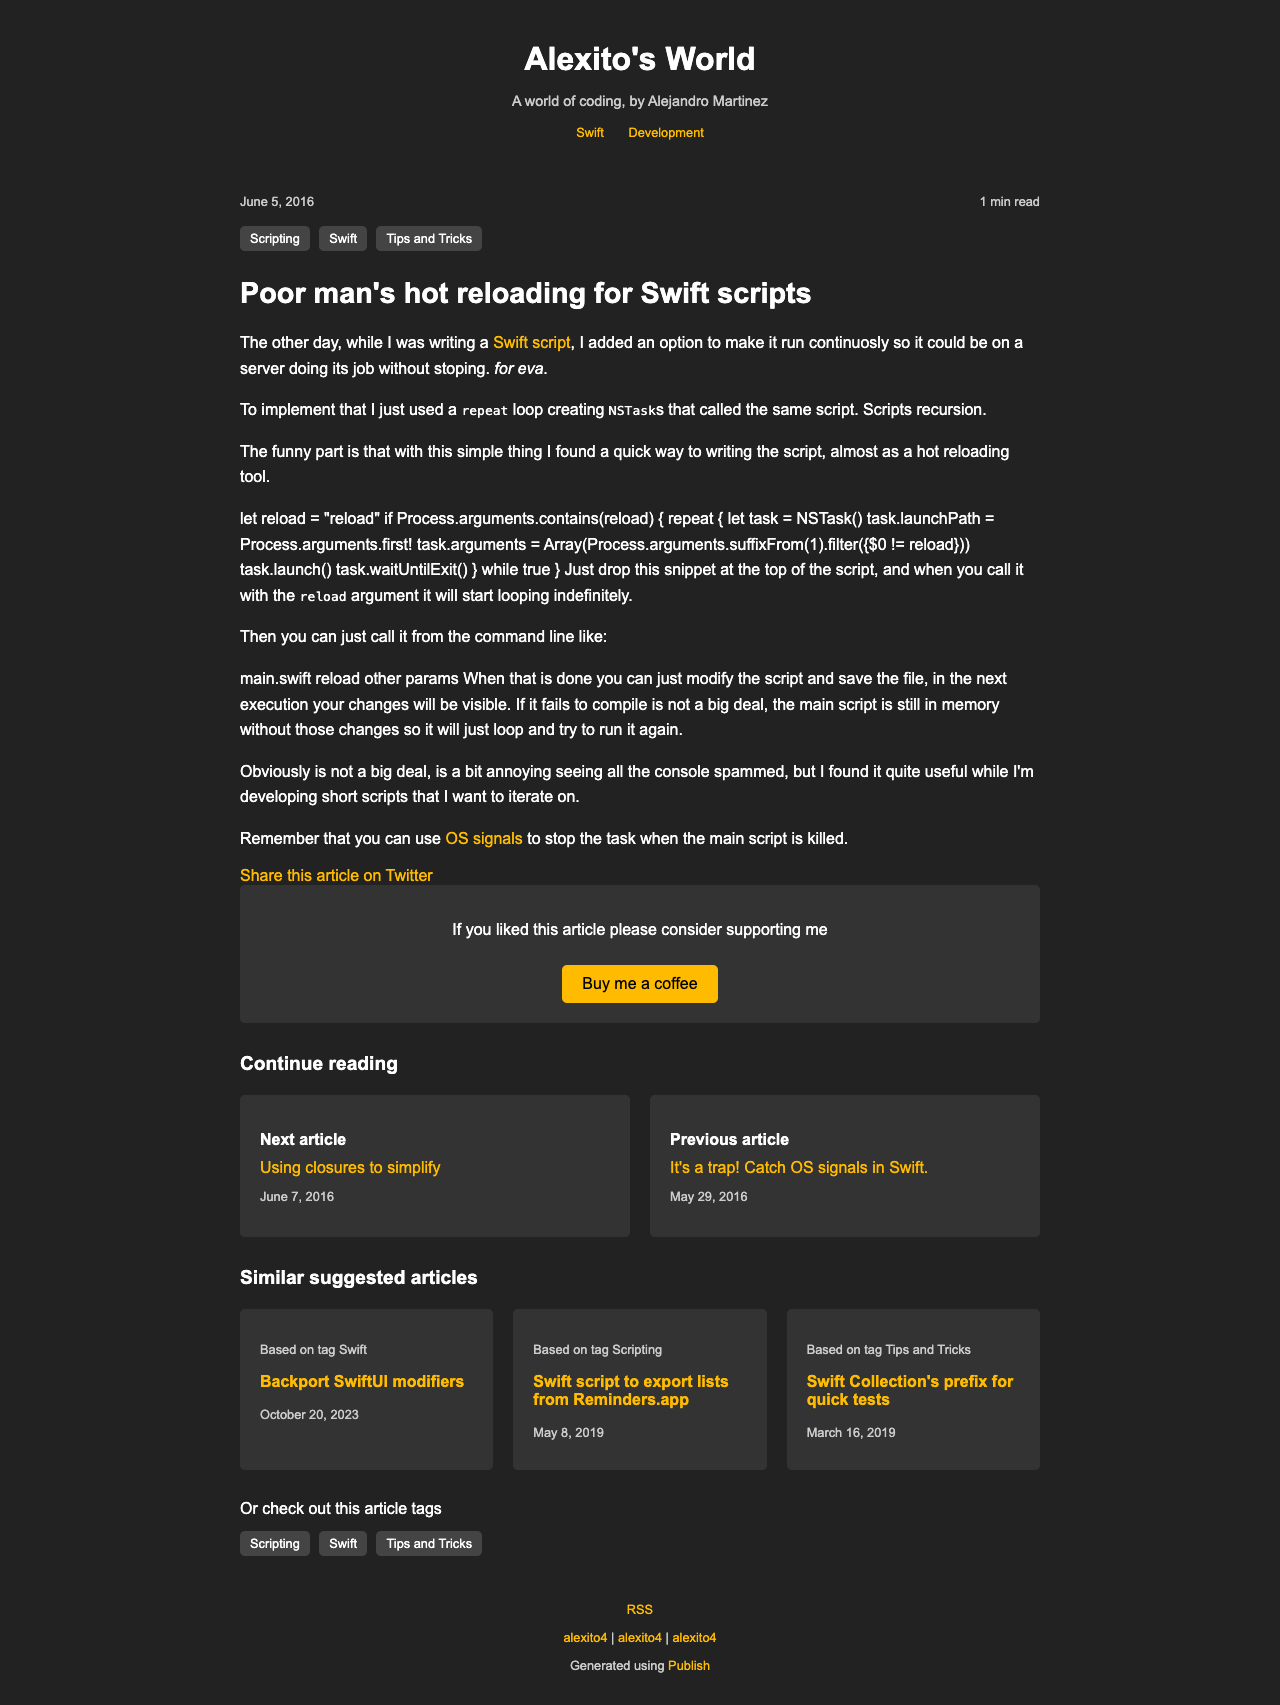 Alexito's World
A world of coding, by Alejandro Martinez
Swift Development
June 5, 2016 1 min read
Scripting Swift Tips and Tricks
Poor man's hot reloading for Swift scripts
The other day, while I was writing a Swift script, I added an option to make it run continuosly so it could be on a
server doing its job without stoping. for eva.
To implement that I just used a repeat loop creating NSTasks that called the same script. Scripts recursion.
The funny part is that with this simple thing I found a quick way to writing the script, almost as a hot reloading
tool.
let reload = "reload" if Process.arguments.contains(reload) { repeat { let task = NSTask() task.launchPath =
Process.arguments.first! task.arguments = Array(Process.arguments.suffixFrom(1).filter({$0 != reload}))
task.launch() task.waitUntilExit() } while true } Just drop this snippet at the top of the script, and when you call it
with the reload argument it will start looping indefinitely.
Then you can just call it from the command line like:
main.swift reload other params When that is done you can just modify the script and save the file, in the next
execution your changes will be visible. If it fails to compile is not a big deal, the main script is still in memory
without those changes so it will just loop and try to run it again.
Obviously is not a big deal, is a bit annoying seeing all the console spammed, but I found it quite useful while I'm
developing short scripts that I want to iterate on.
Remember that you can use OS signals to stop the task when the main script is killed.
Share this article on Twitter
If you liked this article please consider supporting me
Buy me a coffee
Continue reading
Next article
Using closures to simplify
June 7, 2016
Previous article
It's a trap! Catch OS signals in Swift.
May 29, 2016
Similar suggested articles
Based on tag Swift
Backport SwiftUI modifiers
October 20, 2023
Based on tag Scripting
Swift script to export lists
from Reminders.app
May 8, 2019
Based on tag Tips and Tricks
Swift Collection's prefix for
quick tests
March 16, 2019
Or check out this article tags
Scripting Swift Tips and Tricks
RSS
alexito4 | alexito4 | alexito4
Generated using Publish